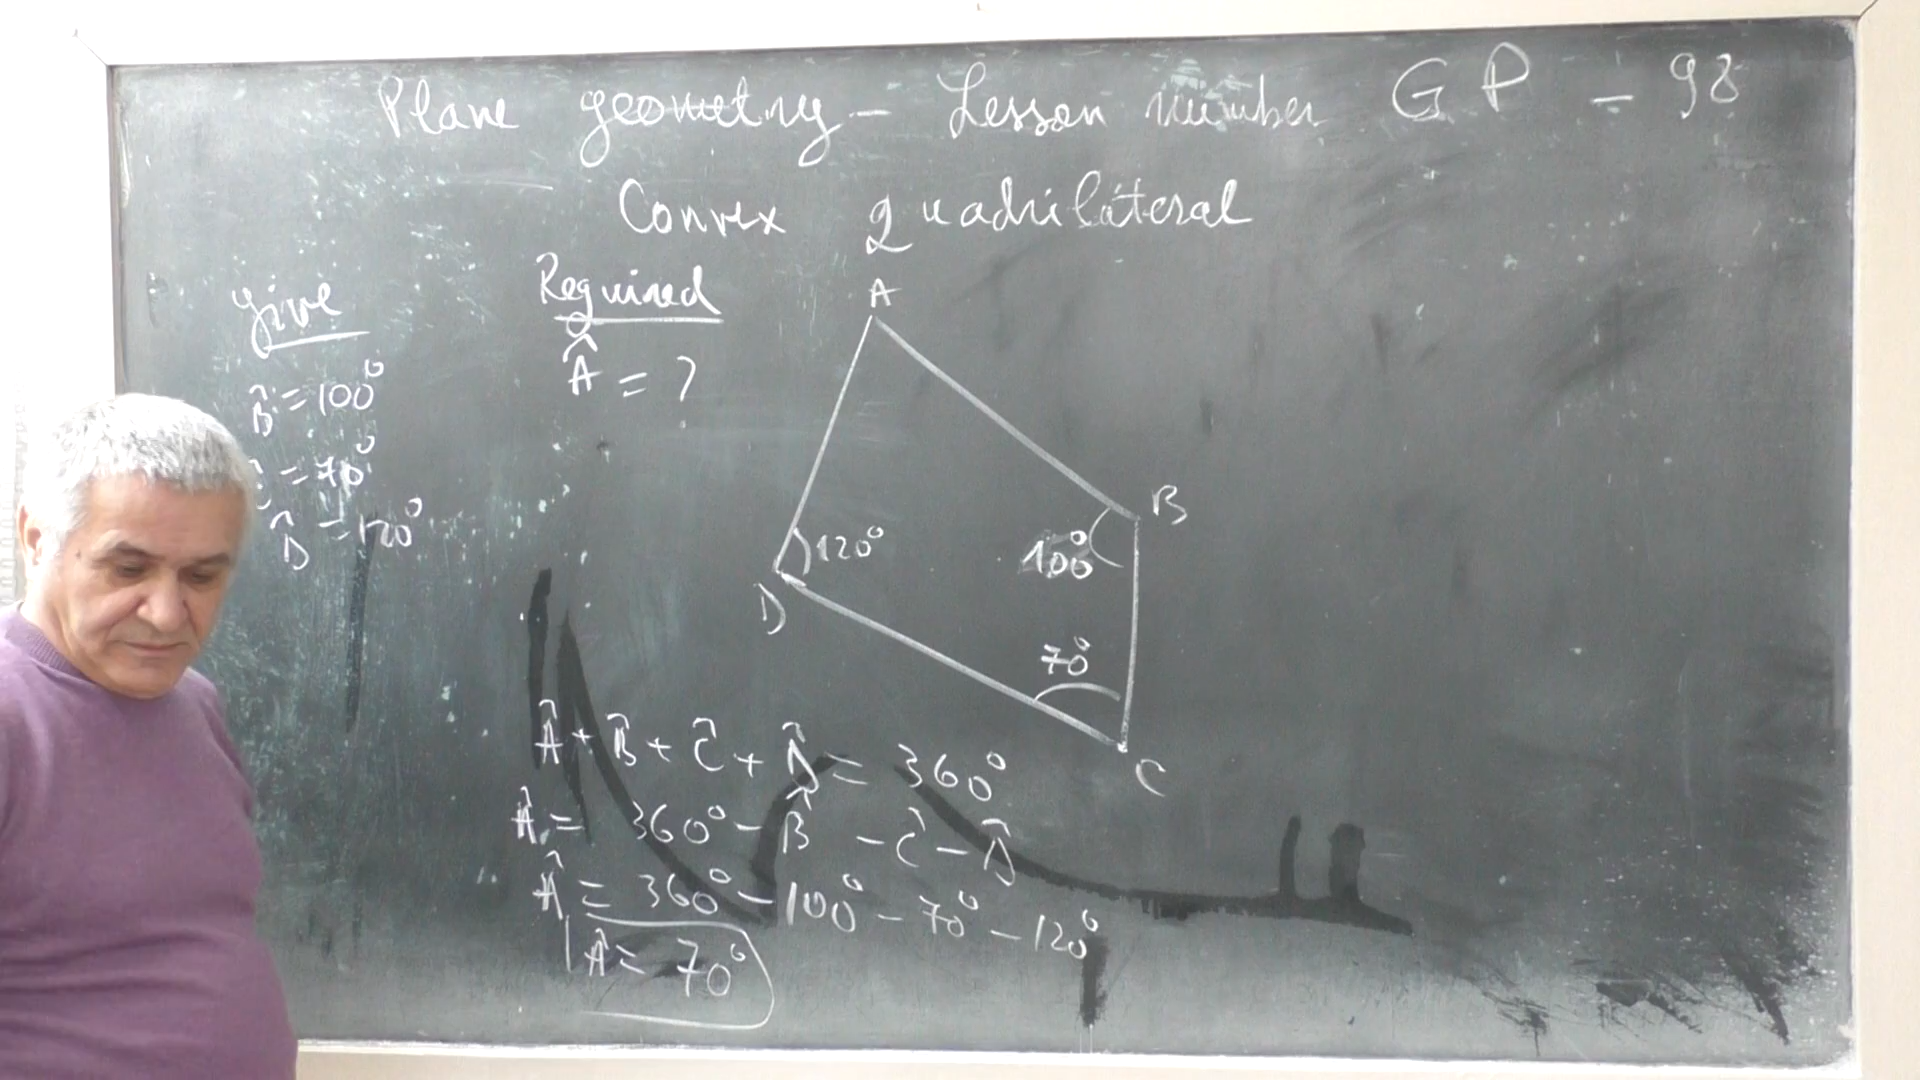 Plane geometry - Lesson number GP - 98
Convex quadrilateral
give
B̂ = 100°
= 70°
D̂ = 120°
Required
Â = ?
A
B
100°
120°
D
70°
C
Â + B̂ + Ĉ + D̂ = 360°
Â = 360° - B̂ - Ĉ - D̂
Â = 360° - 100° - 70° - 120°
Â = 70°